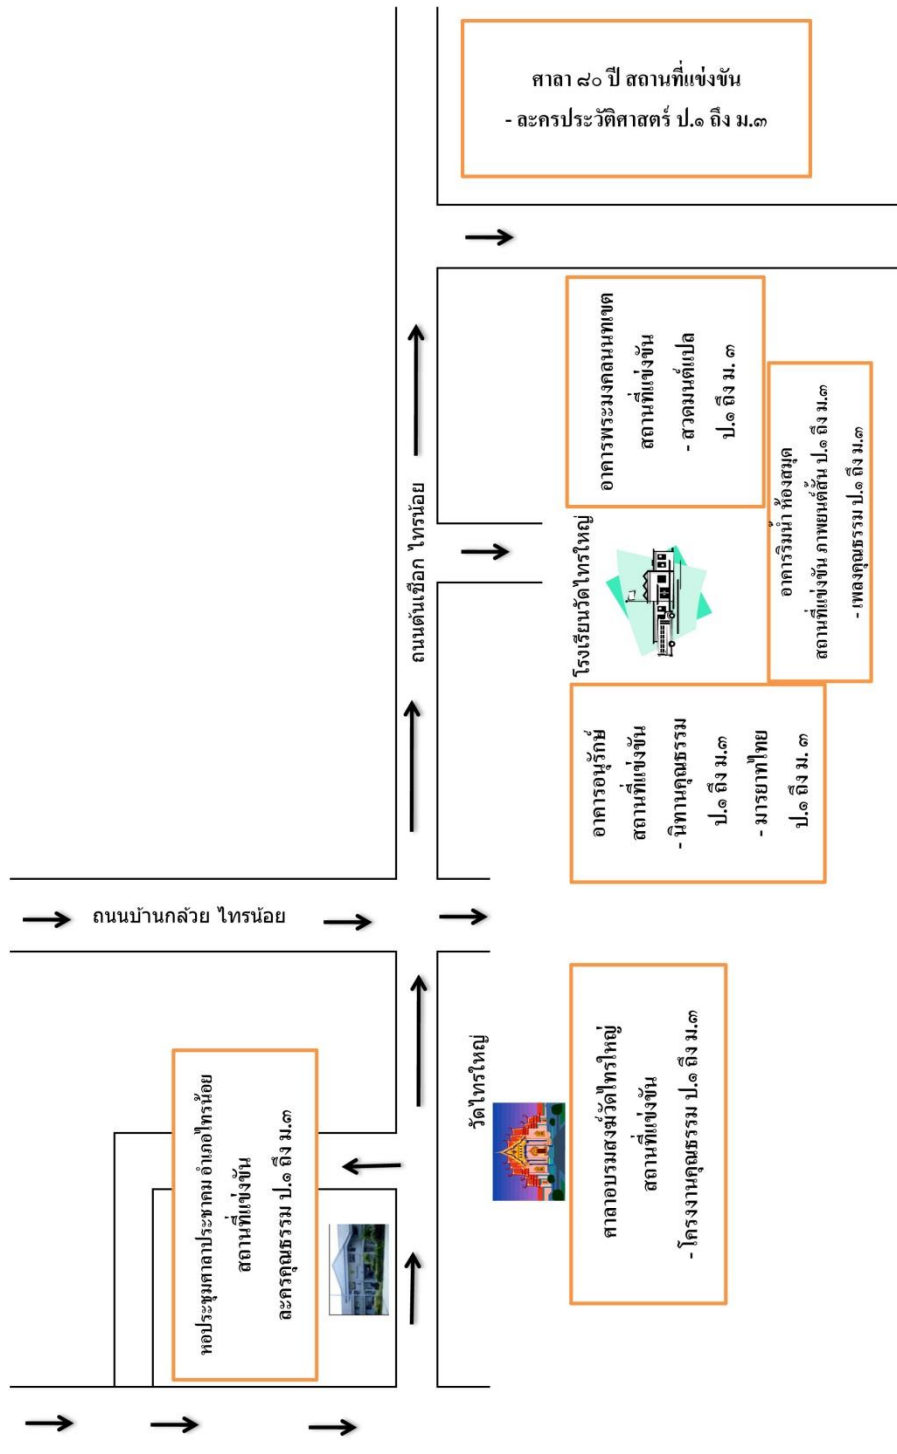 ศาลา ๘๐ ปี สถานที่แข่งขัน
- ละครประวัติศาสตร์ ป.๑ ถึง ม.๓
ถนนต้นเชือก ไทรน้อย
อาคารพระมงคลนนทเขต
สถานที่แข่งขัน
- สวดมนต์แปล
ป.๑ ถึง ม. ๓
โรงเรียนวัดไทรใหญ่
อาคารริมน้ำ ห้องสมุด
สถานที่แข่งขัน ภาพยนต์สั้น ป.๑ ถึง ม.๓
- เพลงคุณธรรม ป.๑ ถึง ม.๓
อาคารอนุรักษ์
สถานที่แข่งขัน
- นิทานคุณธรรม
ป.๑ ถึง ม.๓
- มารยาทไทย
ป.๑ ถึง ม. ๓
ถนนบ้านกล้วย ไทรน้อย
หอประชุมศาลาประชาคม อำเภอไทรน้อย
สถานที่แข่งขัน
ละครคุณธรรม ป.๑ ถึง ม.๓
วัดไทรใหญ่
ศาลาอบรมสงฆ์วัดไทรใหญ่
สถานที่แข่งขัน
- โครงงานคุณธรรม ป.๑ ถึง ม.๓